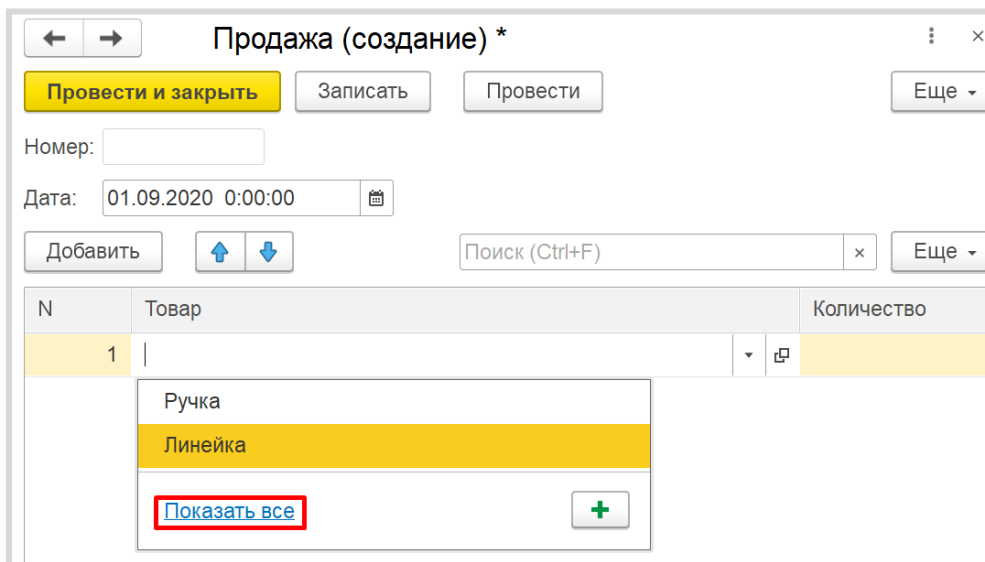 Продажа (создание) *
Провести и закрыть Записать Провести Еще
Номер:
Дата: 01.09.2020 0:00:00
Добавить Поиск (Ctrl+F) × Еще
N Товар Количество
1
Ручка
Линейка
Показать все